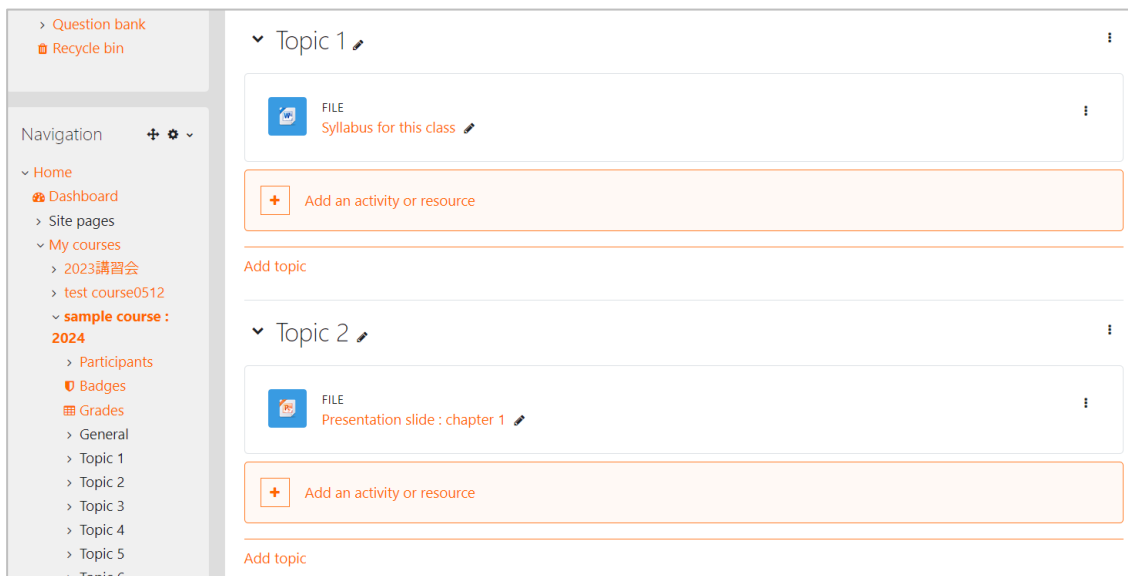 Question bank
Recycle bin
Navigation
Home
Dashboard
Site pages
My courses
2023講習会
test course0512
sample course :
2024
Participants
Badges
Grades
General
Topic 1
Topic 2
Topic 3
Topic 4
Topic 5
Topic 1
FILE
Syllabus for this class
Add an activity or resource
Add topic
Topic 2
FILE
Presentation slide : chapter 1
Add an activity or resource
Add topic